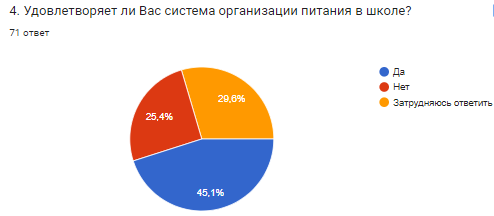 4. Удовлетворяет ли Вас система организации питания в школе?
71 ответ
Да
Нет
Затрудняюсь ответить
29,6%
25,4%
45,1%